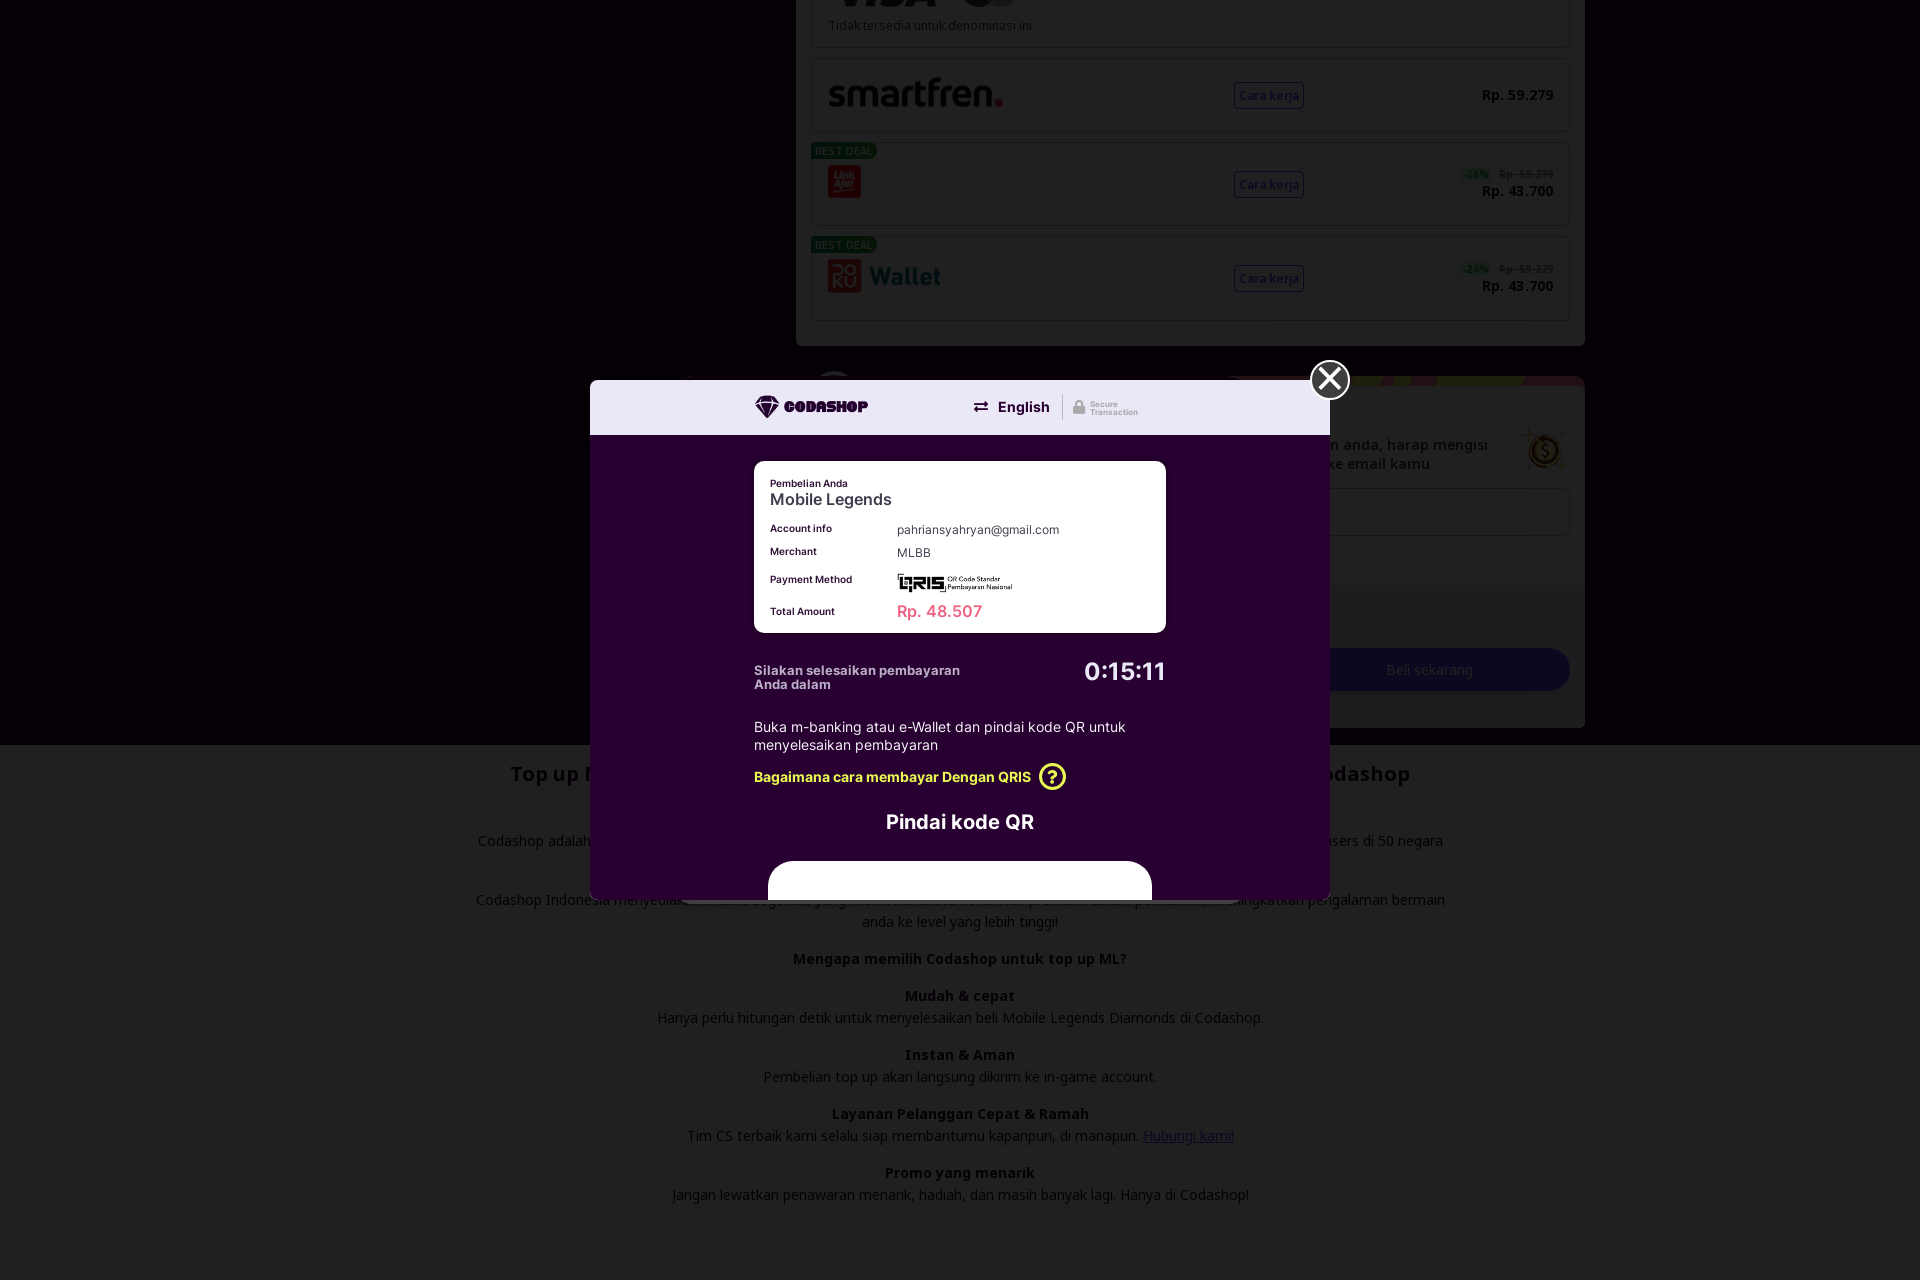 VISA
Tidak tersedia untuk denominasi ini
smartfren.
Cara kerja
Rp. 59.279
BEST DEAL
LinkAja!
Cara kerja
-26% Rp. 59.279
Rp. 43.700
BEST DEAL
DOKU Wallet
Cara kerja
-26% Rp. 59.279
Rp. 43.700
CODASHOP
English
Secure
Transaction
n anda, harap mengisi
ke email kamu
Pembelian Anda
Mobile Legends
Account info pahriansyahryan@gmail.com
Merchant MLBB
Payment Method QRIS QR Code Standar
Pembayaran Nasional
Total Amount Rp. 48.507
Silakan selesaikan pembayaran
Anda dalam
0:15:11
Beli sekarang
Buka m-banking atau e-Wallet dan pindai kode QR untuk
menyelesaikan pembayaran
Bagaimana cara membayar Dengan QRIS ?
Pindai kode QR
Top up
odashop
Codashop adalah
users di 50 negara
Codashop Indonesia menyediakan
meningkatkan pengalaman bermain
anda ke level yang lebih tinggi!
Mengapa memilih Codashop untuk top up ML?
Mudah & cepat
Hanya perlu hitungan detik untuk menyelesaikan beli Mobile Legends Diamonds di Codashop.
Instan & Aman
Pembelian top up akan langsung dikirim ke in-game account.
Layanan Pelanggan Cepat & Ramah
Tim CS terbaik kami selalu siap membantumu kapanpun, di manapun. Hubungi kami!
Promo yang menarik
Jangan lewatkan penawaran menarik, hadiah, dan masih banyak lagi. Hanya di Codashop!